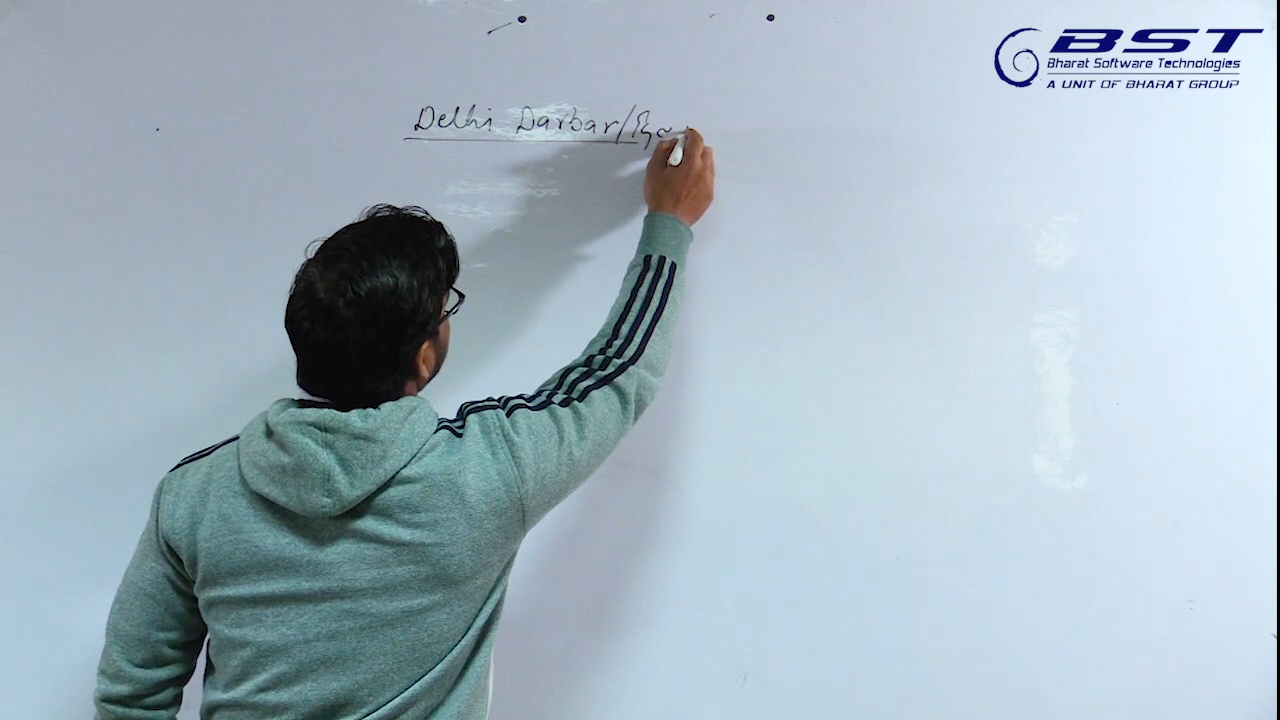 BST
Bharat Software Technologies
A UNIT OF BHARAT GROUP
Delhi Darbar/